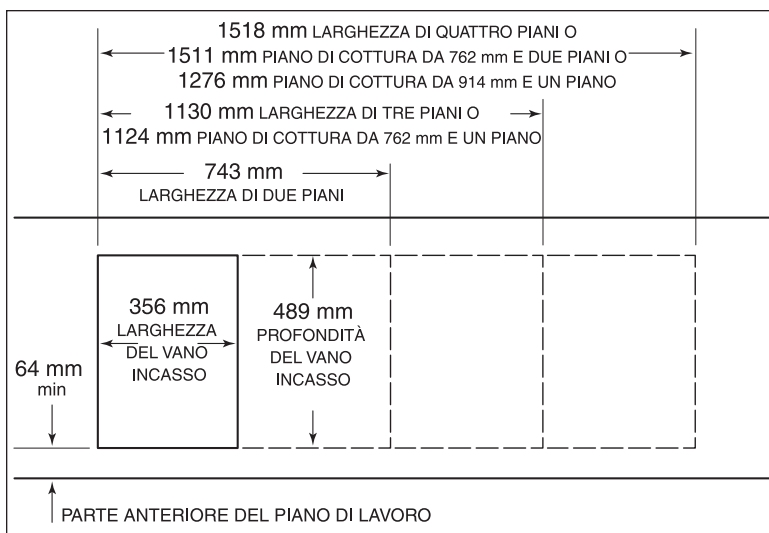 1518 mm LARGHEZZA DI QUATTRO PIANI O
1511 mm PIANO DI COTTURA DA 762 mm E DUE PIANI O
1276 mm PIANO DI COTTURA DA 914 mm E UN PIANO
1130 mm LARGHEZZA DI TRE PIANI O
1124 mm PIANO DI COTTURA DA 762 mm E UN PIANO
743 mm
LARGHEZZA DI DUE PIANI
356 mm
LARGHEZZA
DEL VANO
INCASSO
489 mm
PROFONDITÀ
DEL VANO
INCASSO
64 mm
min
PARTE ANTERIORE DEL PIANO DI LAVORO